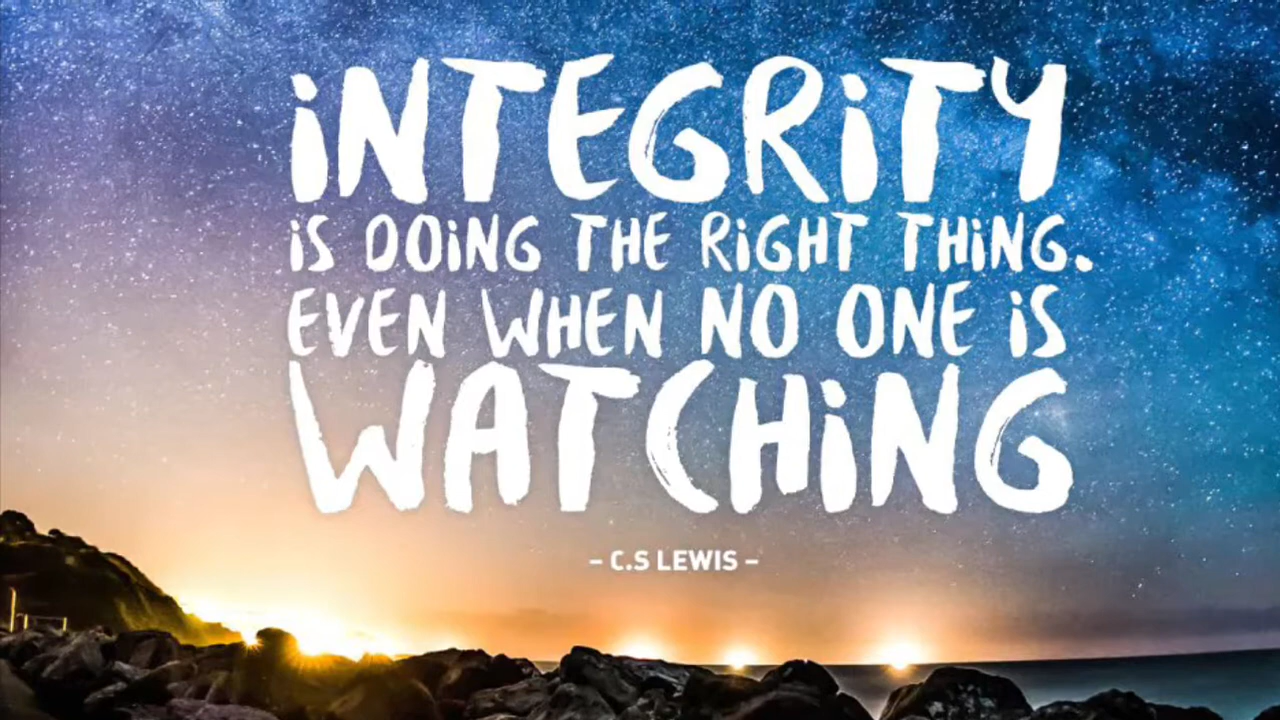 INTEGRITY
IS DOING THE RIGHT THING.
EVEN WHEN NO ONE IS
WATCHING
– C.S LEWIS –